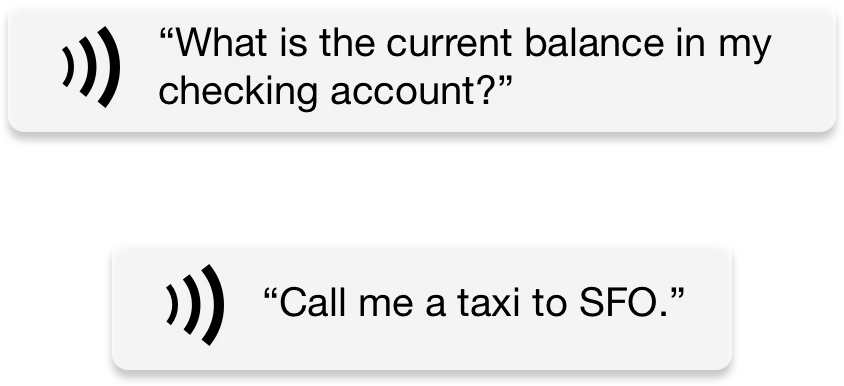 “What is the current balance in my
checking account?”
“Call me a taxi to SFO.”